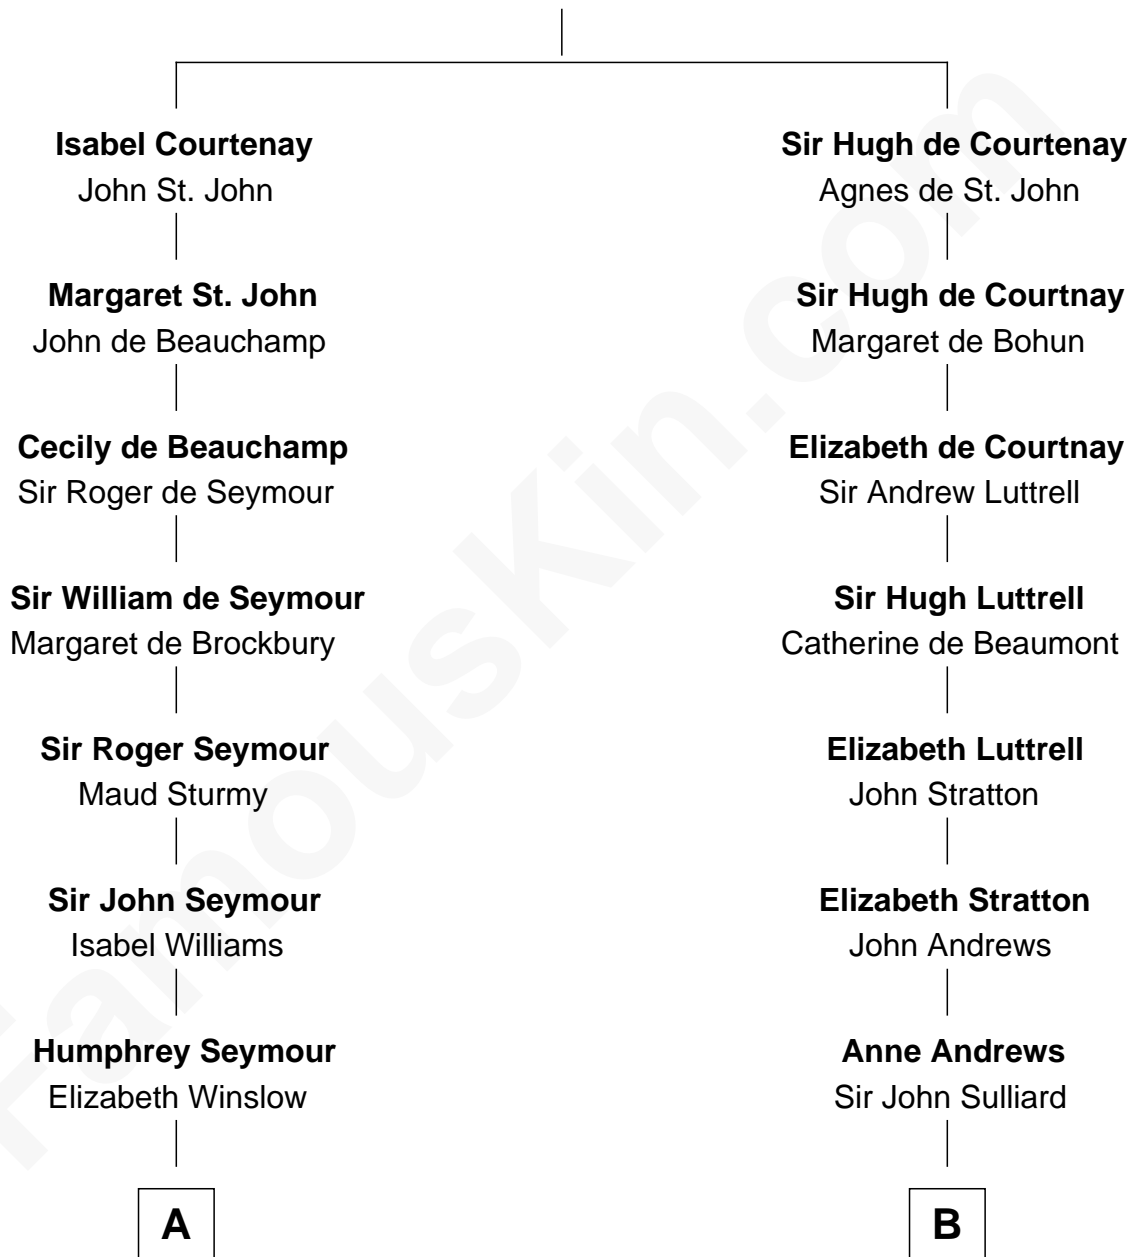 Isabel Courtenay
John St. John
Margaret St. John
John de Beauchamp
Cecily de Beauchamp
Sir Roger de Seymour
Sir William de Seymour
Margaret de Brockbury
Sir Roger Seymour
Maud Sturmy
Sir John Seymour
Isabel Williams
Humphrey Seymour
Elizabeth Winslow
A
Sir Hugh de Courtenay
Agnes de St. John
Sir Hugh de Courtnay
Margaret de Bohun
Elizabeth de Courtnay
Sir Andrew Luttrell
Sir Hugh Luttrell
Catherine de Beaumont
Elizabeth Luttrell
John Stratton
Elizabeth Stratton
John Andrews
Anne Andrews
Sir John Sulliard
B
FamousKin.com